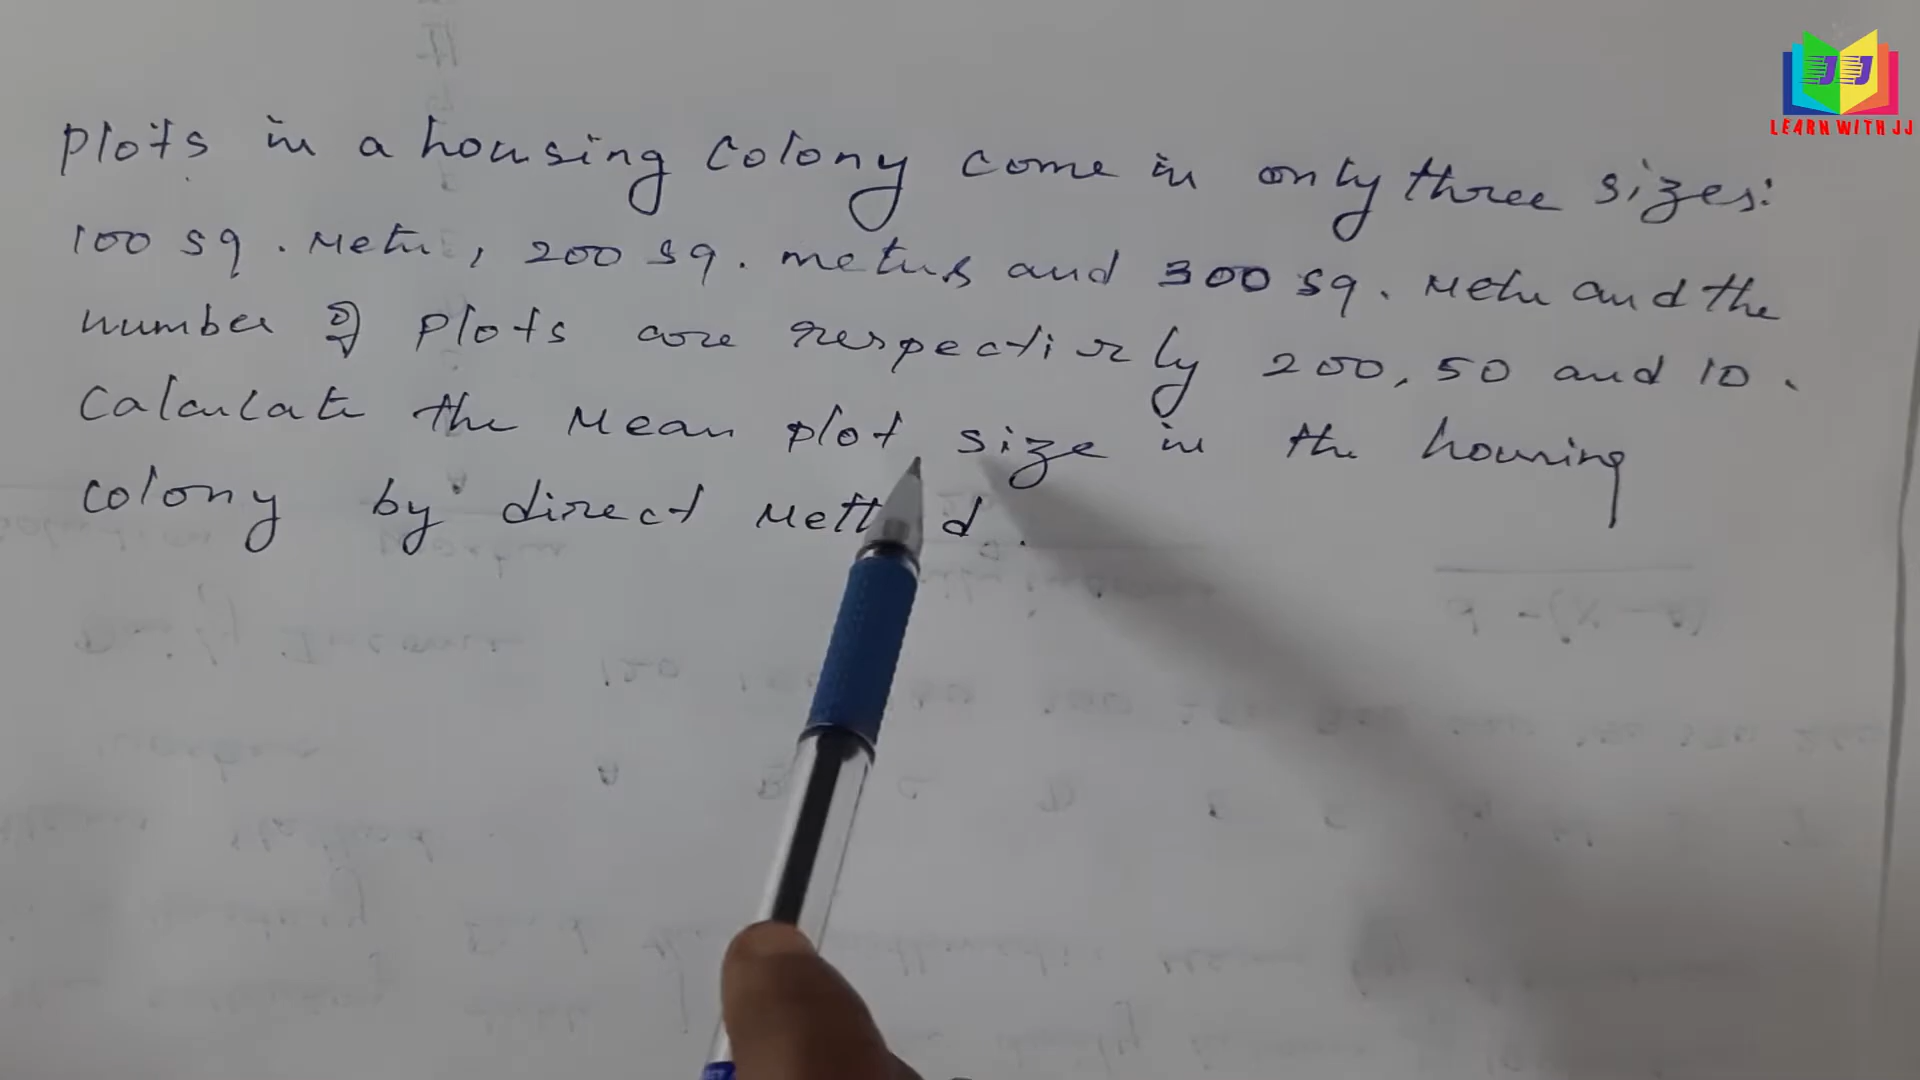 Plots in a housing colony come in only three sizes:
100 sq. Metre, 200 sq. metres and 300 sq. Metre and the
number of plots are respectively 200, 50 and 10.
Calculate the Mean plot size in the housing
colony by direct Method.
JJ
LEARN WITH JJ